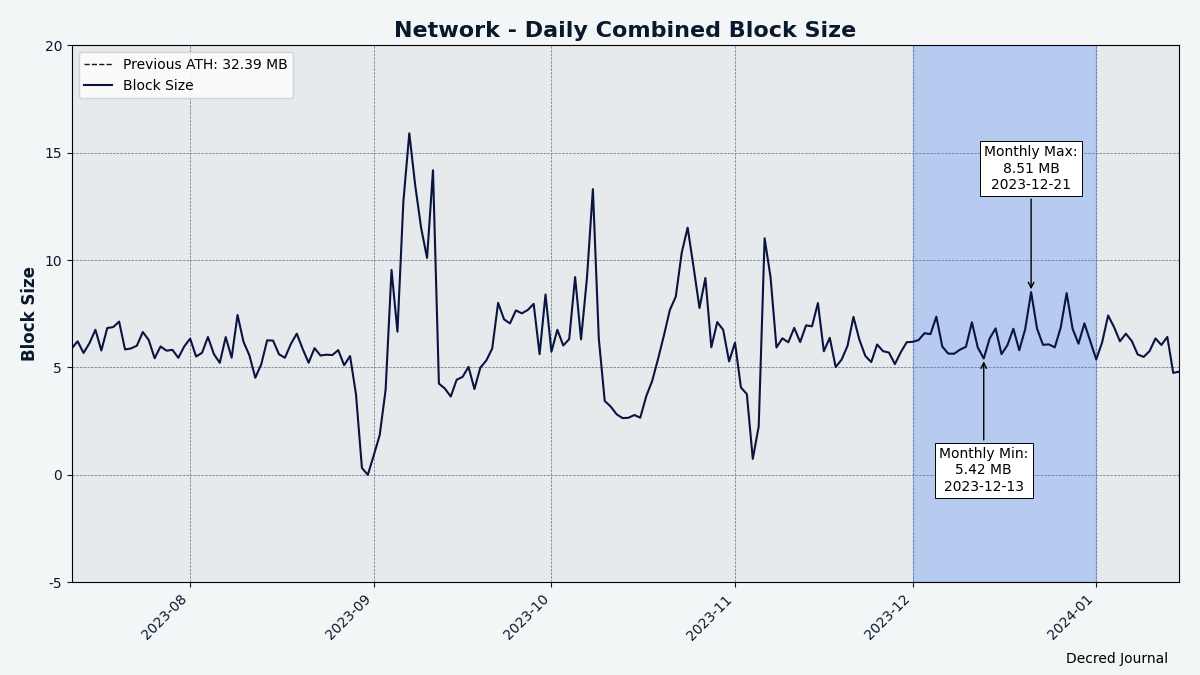 Network - Daily Combined Block Size
Previous ATH: 32.39 MB
Block Size
Block Size
20
15
10
5
0
-5
Monthly Max:
8.51 MB
2023-12-21
Monthly Min:
5.42 MB
2023-12-13
2023-08
2023-09
2023-10
2023-11
2023-12
2024-01
Decred Journal